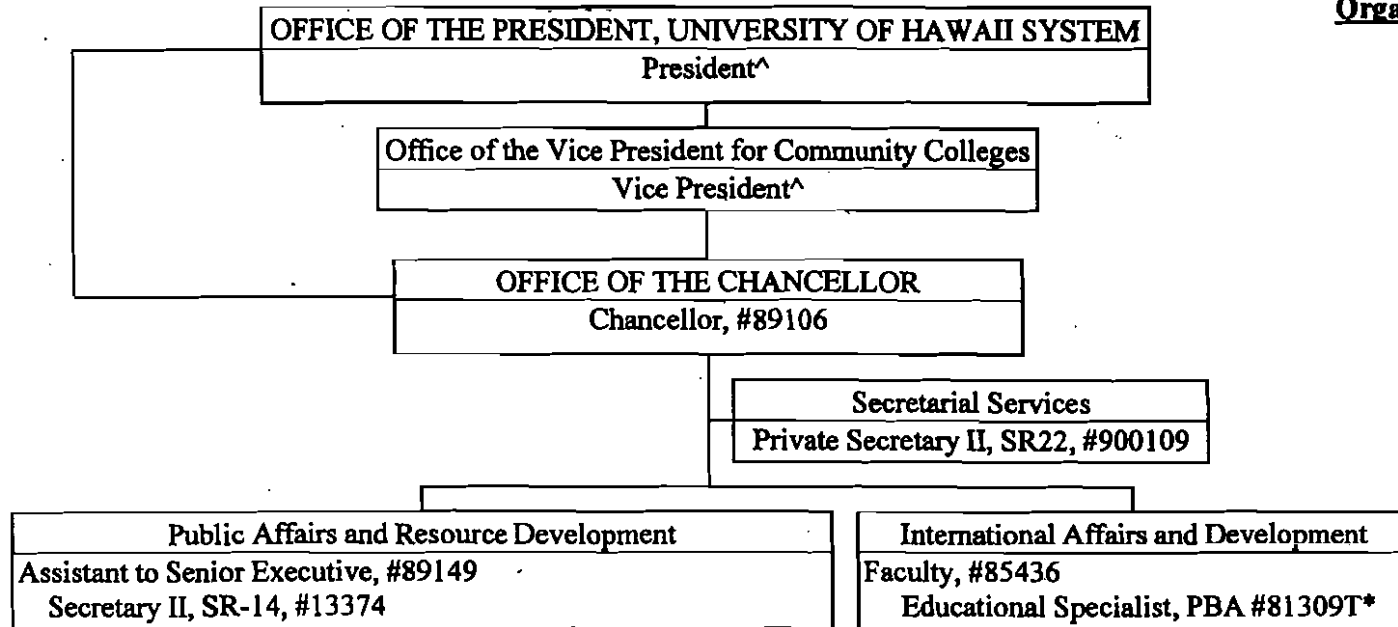 Orga
OFFICE OF THE PRESIDENT, UNIVERSITY OF HAWAII SYSTEM
President^
Office of the Vice President for Community Colleges
Vice President^
OFFICE OF THE CHANCELLOR
Chancellor, #89106
Secretarial Services
Private Secretary II, SR22, #900109
Public Affairs and Resource Development
Assistant to Senior Executive, #89149
Secretary II, SR-14, #13374
International Affairs and Development
Faculty, #85436
Educational Specialist, PBA #81309T*